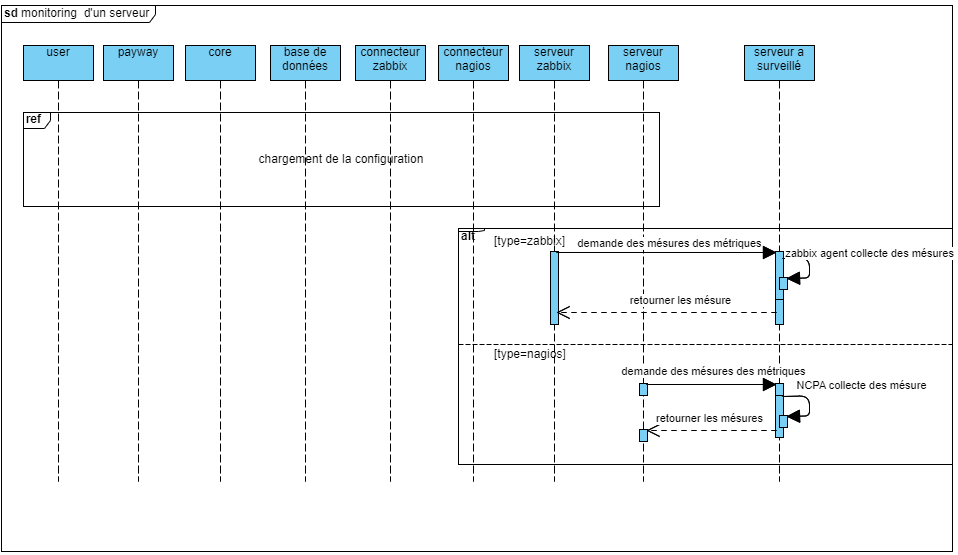 sd monitoring d'un serveur
user
payway
core
base de
données
connecteur
zabbix
connecteur
nagios
serveur
zabbix
serveur
nagios
serveur a
surveillé
ref
chargement de la configuration
alt
[type=zabbix]
demande des mésures des métriques
zabbix agent collecte des mésures
retourner les mésure
[type=nagios]
demande des mésures des métriques
NCPA collecte des mésure
retourner les mésures